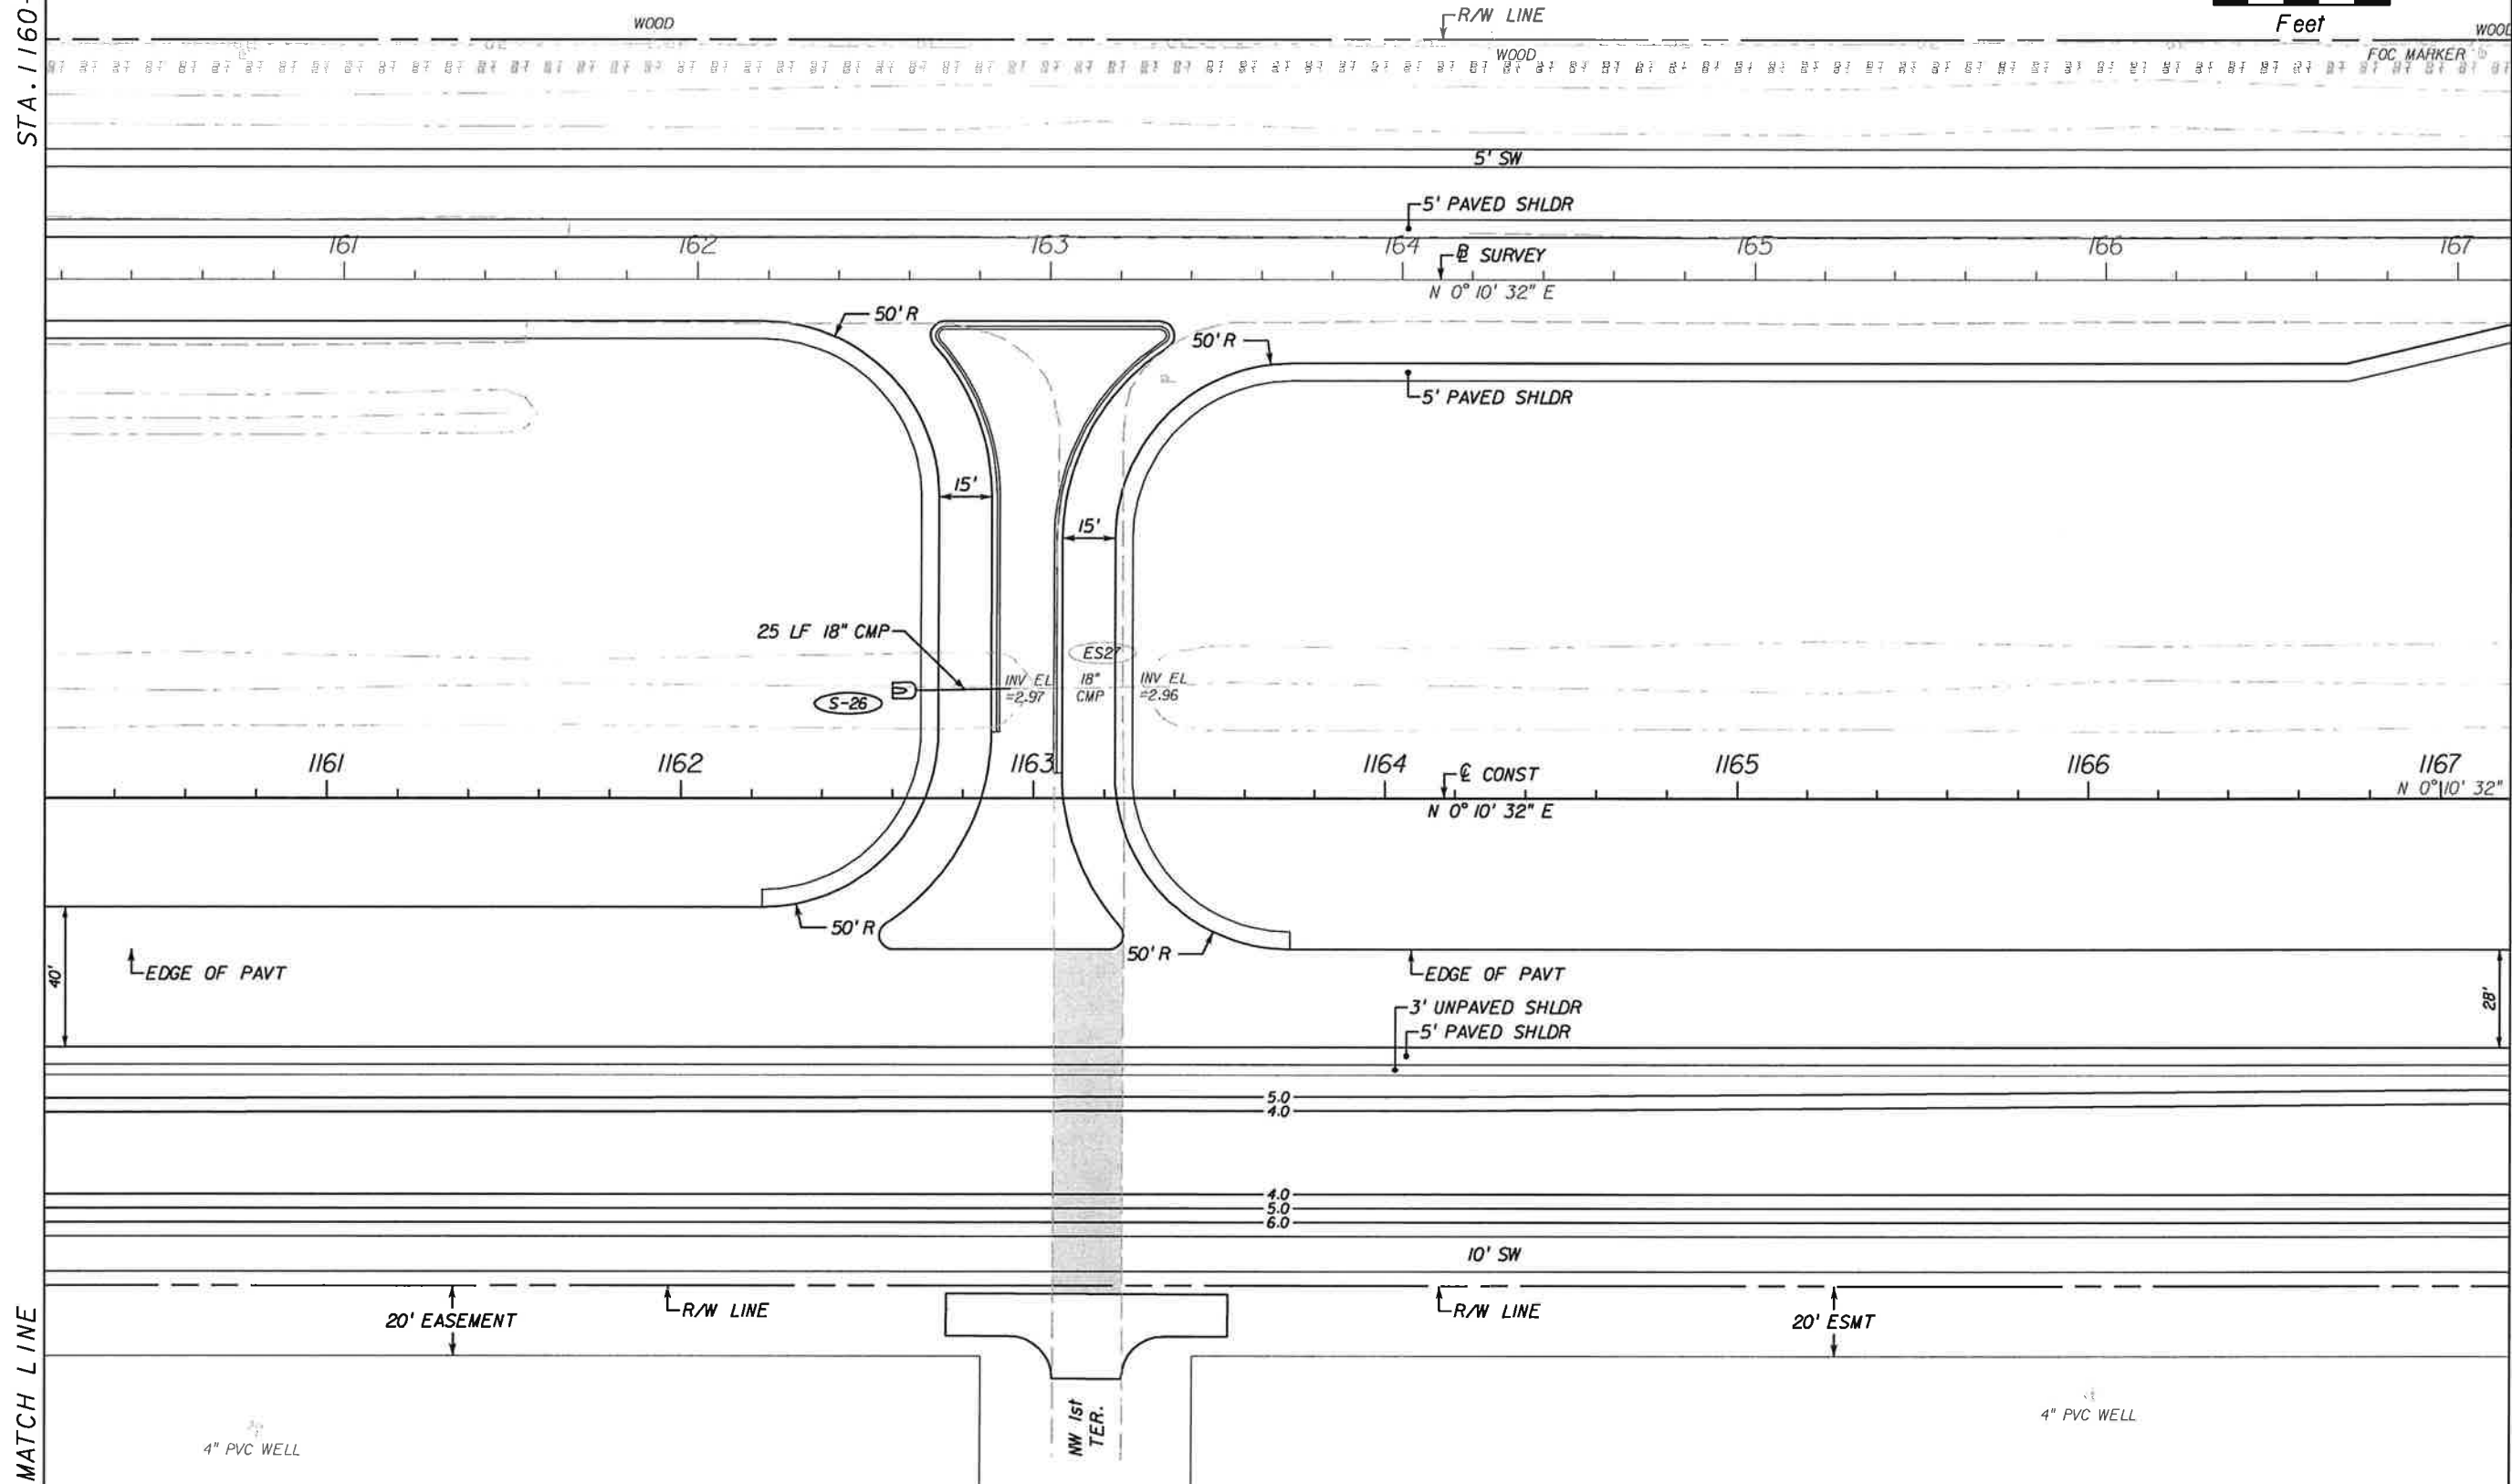 STA. 1160+
WOOD
R/W LINE
Feet
WOOD
WOOD
FOC MARKER
5' SW
5' PAVED SHLDR
161
162
163
164
165
166
167
BL SURVEY
N 0° 10' 32" E
50' R
50' R
5' PAVED SHLDR
15'
15'
25 LF 18" CMP
ES27
S-26
INV EL
=2.97
18"
CMP
INV EL
=2.96
1161
1162
1163
1164
1165
1166
1167
℄ CONST
N 0° 10' 32" E
N 0° 10' 32"
50' R
50' R
40'
EDGE OF PAVT
EDGE OF PAVT
28'
3' UNPAVED SHLDR
5' PAVED SHLDR
5.0
4.0
4.0
5.0
6.0
10' SW
20' EASEMENT
R/W LINE
R/W LINE
20' ESMT
MATCH LINE
NW 1st
TER.
4" PVC WELL
4" PVC WELL